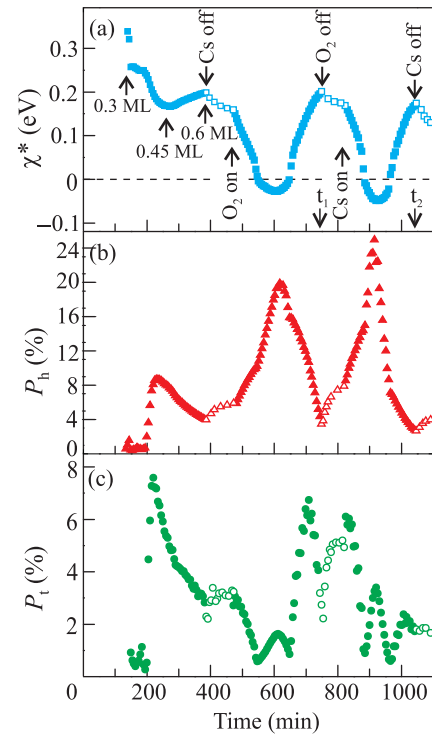 (a)
Cs off
O₂ off
Cs off
0.3
0.2
0.1
0
−0.1
χ* (eV)
0.3 ML
0.45 ML
0.6 ML
O₂ on
t₁
Cs on
t₂
(b)
20
16
12
8
4
0
Pₕ (%)
(c)
8
6
4
2
0
Pₜ (%)
200
400
600
800
1000
Time (min)